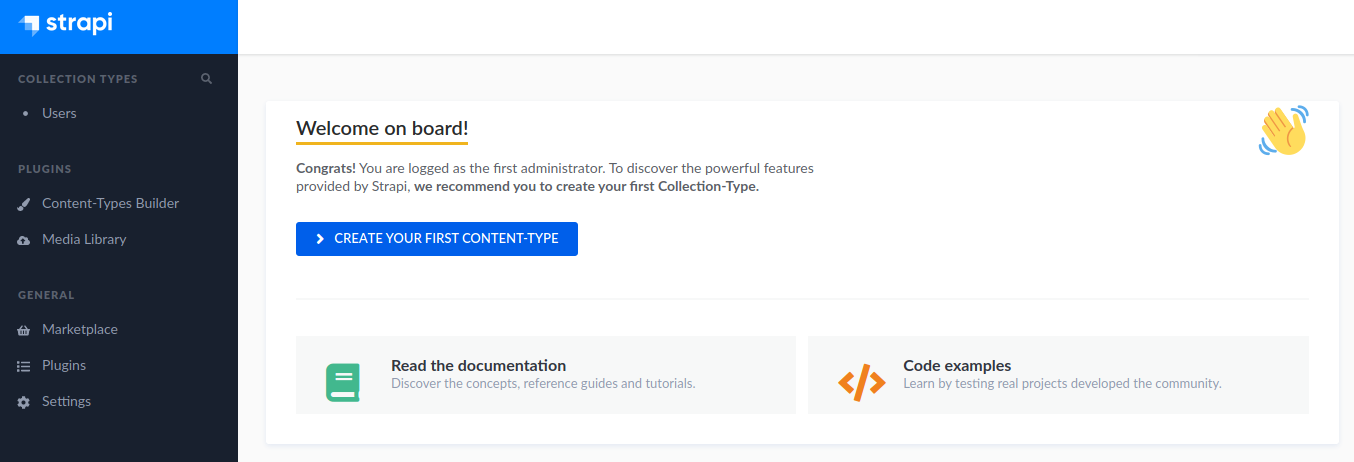 strapi
COLLECTION TYPES
Users
PLUGINS
Content-Types Builder
Media Library
GENERAL
Marketplace
Plugins
Settings
Welcome on board!
Congrats! You are logged as the first administrator. To discover the powerful features
provided by Strapi, we recommend you to create your first Collection-Type.
CREATE YOUR FIRST CONTENT-TYPE
Read the documentation
Discover the concepts, reference guides and tutorials.
Code examples
Learn by testing real projects developed the community.